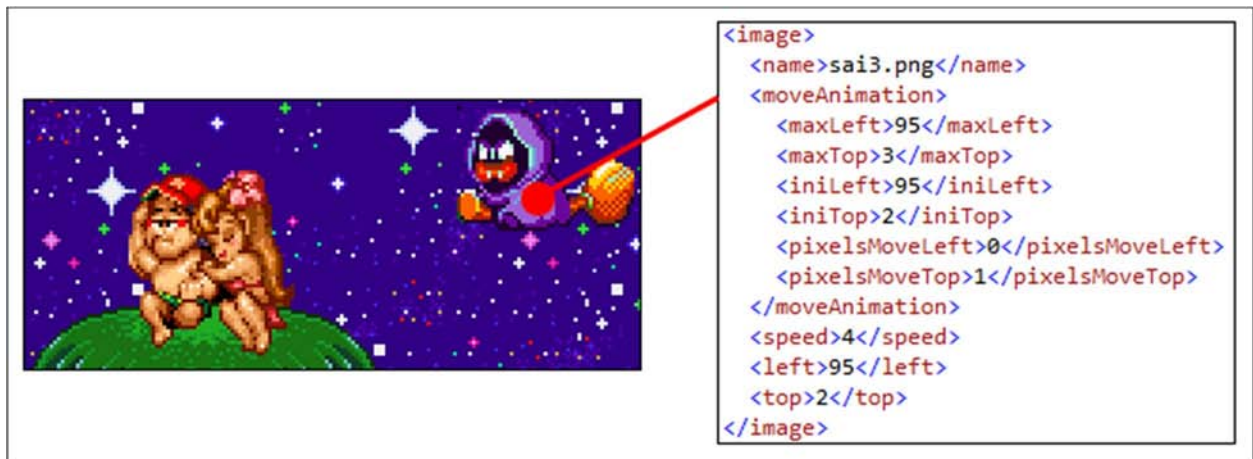 <image>
<name>sai3.png</name>
<moveAnimation>
<maxLeft>95</maxLeft>
<maxTop>3</maxTop>
<iniLeft>95</iniLeft>
<iniTop>2</iniTop>
<pixelsMoveLeft>0</pixelsMoveLeft>
<pixelsMoveTop>1</pixelsMoveTop>
</moveAnimation>
<speed>4</speed>
<left>95</left>
<top>2</top>
</image>